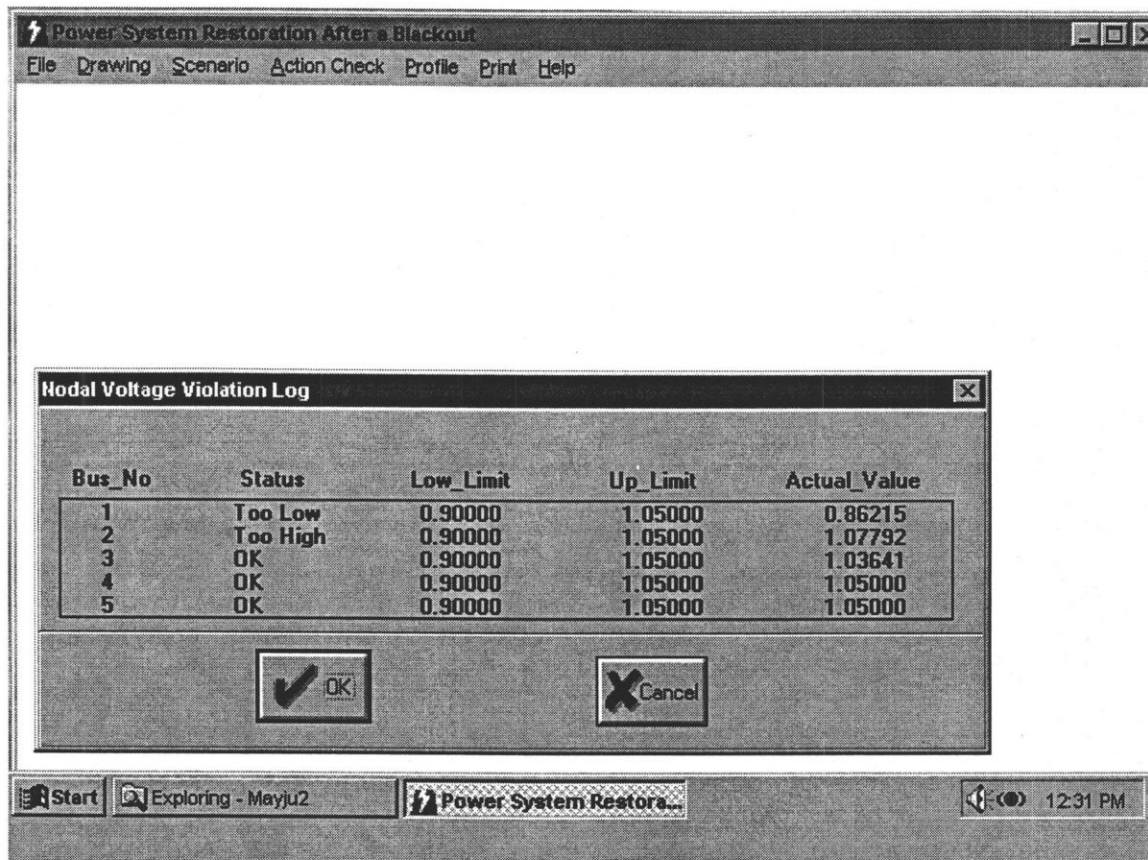 Power System Restoration After a Blackout
File Drawing Scenario Action Check Profile Print Help
Nodal Voltage Violation Log
Bus_No Status Low_Limit Up_Limit Actual_Value
1 Too Low 0.90000 1.05000 0.86215
2 Too High 0.90000 1.05000 1.07792
3 OK 0.90000 1.05000 1.03641
4 OK 0.90000 1.05000 1.05000
5 OK 0.90000 1.05000 1.05000
OK Cancel
Start Exploring - Mayju2 Power System Restora... 12:31 PM